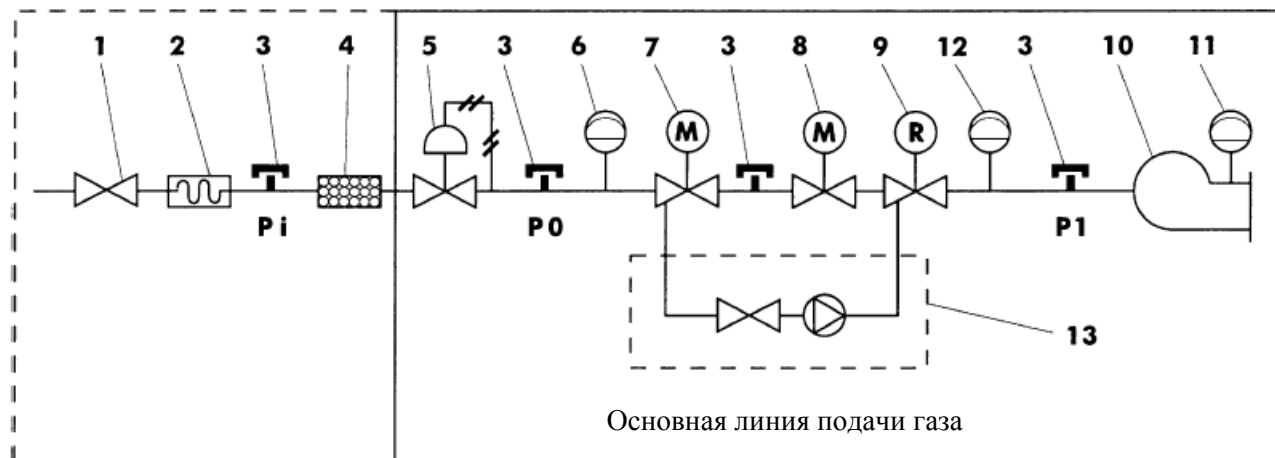 1 2 3 4 5 3 6 7 3 8 9 12 3 10 11
M M R
Pi P0 P1
13
Основная линия подачи газа